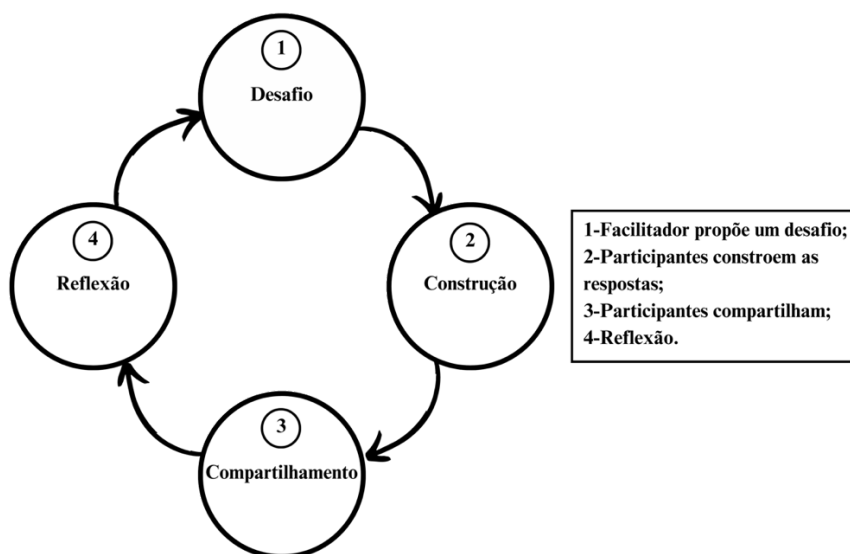 1
Desafio
2
Construção
3
Compartilhamento
4
Reflexão
1-Facilitador propõe um desafio;
2-Participantes constroem as
respostas;
3-Participantes compartilham;
4-Reflexão.